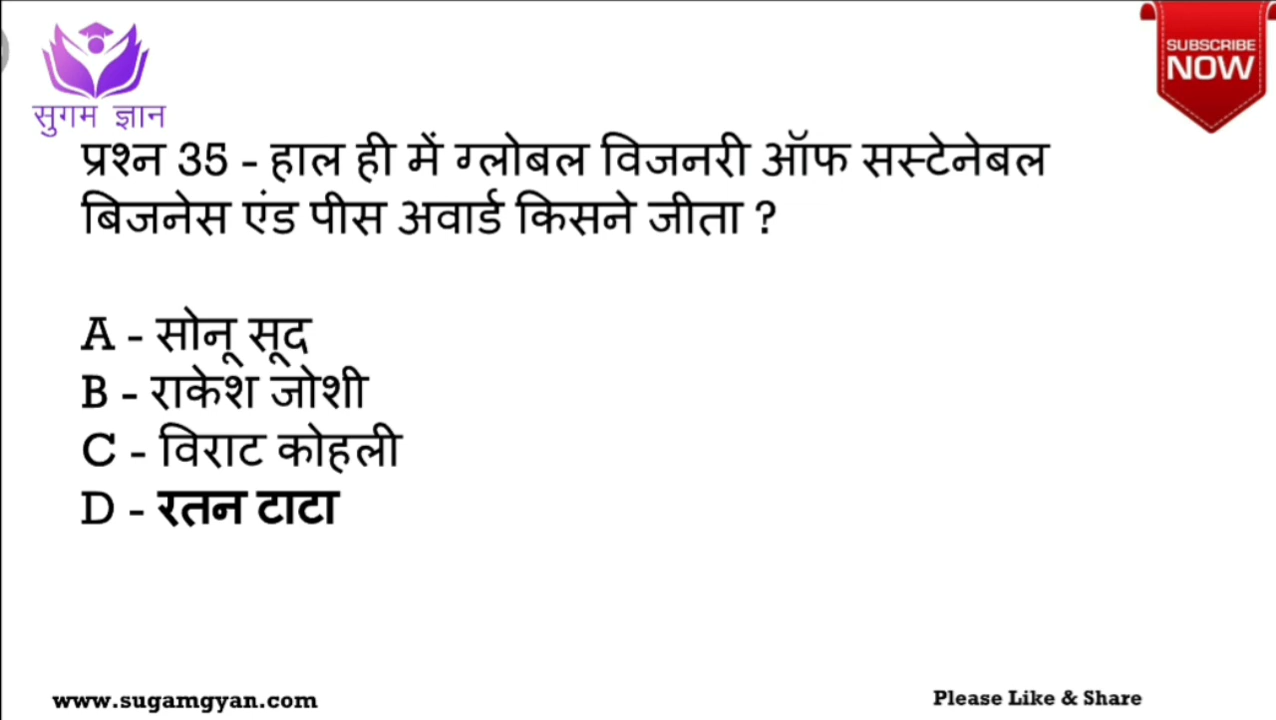 सुगम ज्ञान
SUBSCRIBE
NOW
प्रश्न 35 - हाल ही में ग्लोबल विजनरी ऑफ सस्टेनेबल
बिजनेस एंड पीस अवार्ड किसने जीता ?
A - सोनू सूद
B - राकेश जोशी
C - विराट कोहली
D - रतन टाटा
www.sugamgyan.com
Please Like & Share